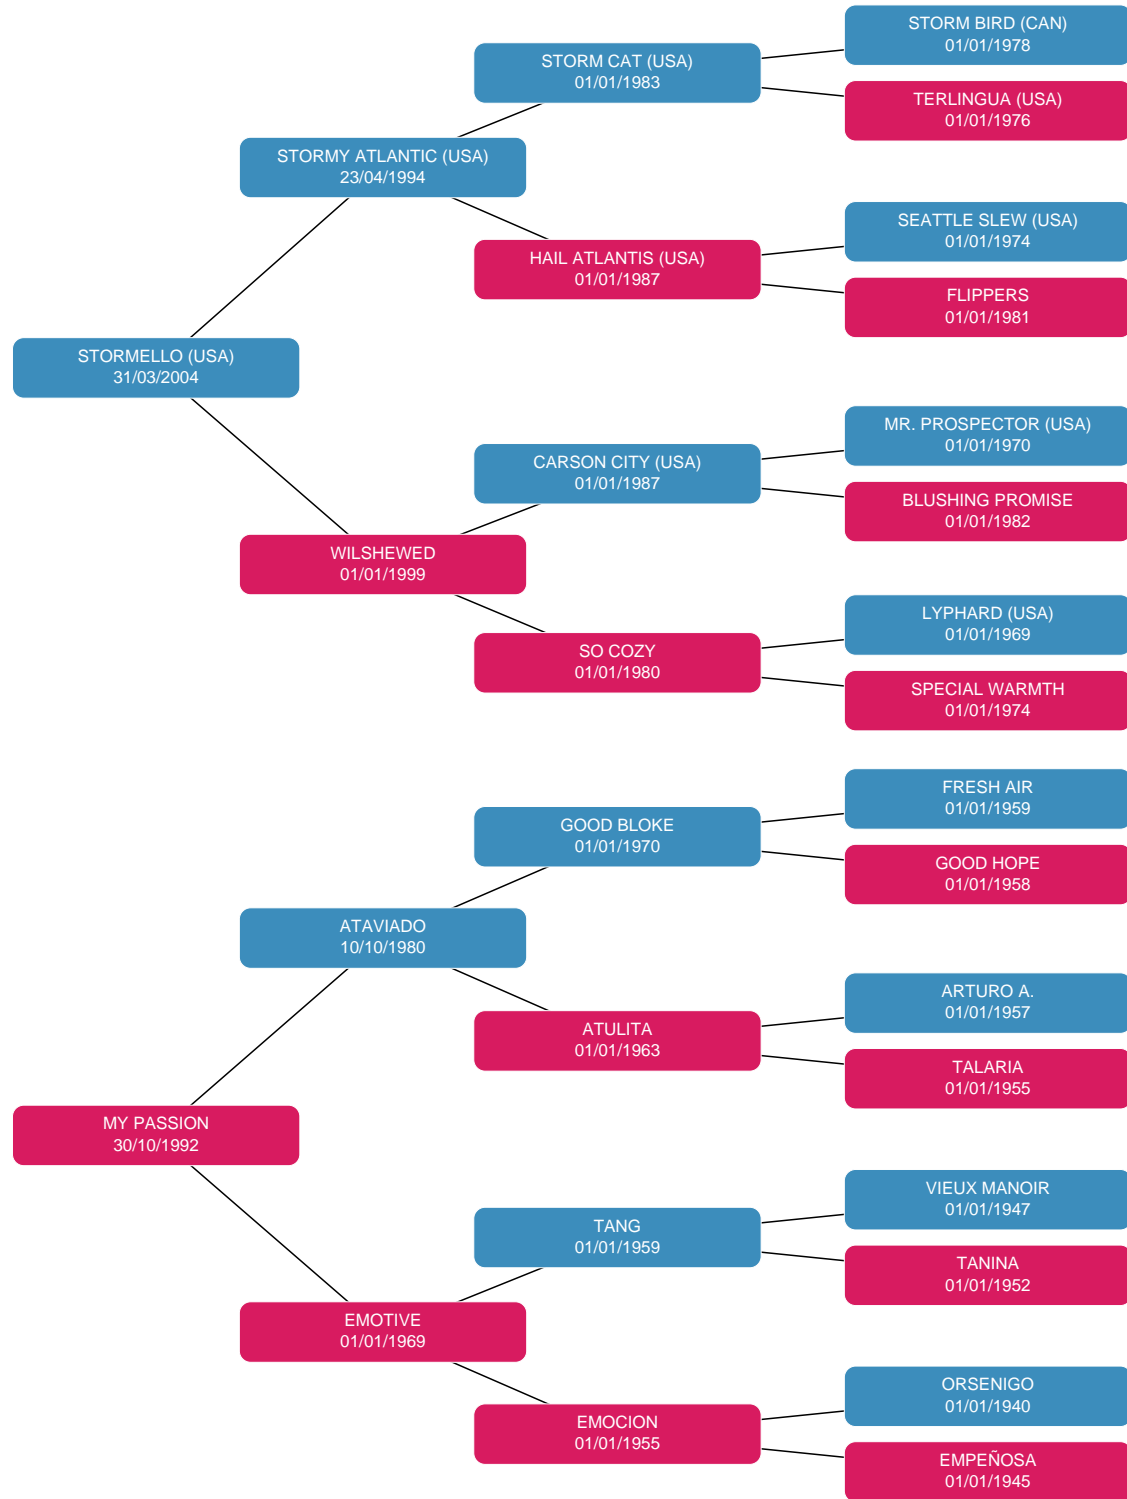 STORM BIRD (CAN)
01/01/1978
STORM CAT (USA)
01/01/1983
TERLINGUA (USA)
01/01/1976
STORMY ATLANTIC (USA)
23/04/1994
SEATTLE SLEW (USA)
01/01/1974
HAIL ATLANTIS (USA)
01/01/1987
FLIPPERS
01/01/1981
STORMELLO (USA)
31/03/2004
MR. PROSPECTOR (USA)
01/01/1970
CARSON CITY (USA)
01/01/1987
BLUSHING PROMISE
01/01/1982
WILSHEWED
01/01/1999
LYPHARD (USA)
01/01/1969
SO COZY
01/01/1980
SPECIAL WARMTH
01/01/1974
FRESH AIR
01/01/1959
GOOD BLOKE
01/01/1970
GOOD HOPE
01/01/1958
ATAVIADO
10/10/1980
ARTURO A.
01/01/1957
ATULITA
01/01/1963
TALARIA
01/01/1955
MY PASSION
30/10/1992
VIEUX MANOIR
01/01/1947
TANG
01/01/1959
TANINA
01/01/1952
EMOTIVE
01/01/1969
ORSENIGO
01/01/1940
EMOCION
01/01/1955
EMPEÑOSA
01/01/1945